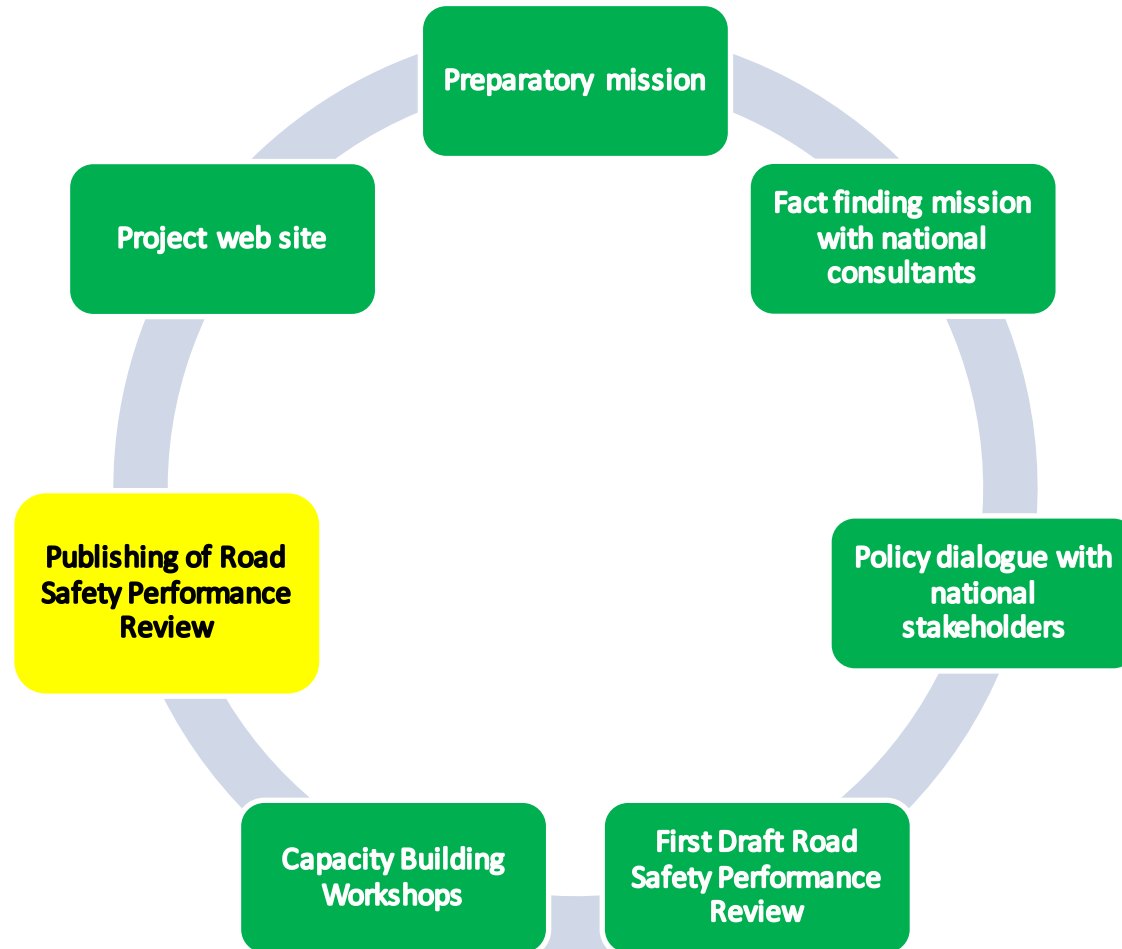 Preparatory mission
Fact finding mission
with national
consultants
Policy dialogue with
national
stakeholders
First Draft Road
Safety Performance
Review
Capacity Building
Workshops
Publishing of Road
Safety Performance
Review
Project web site